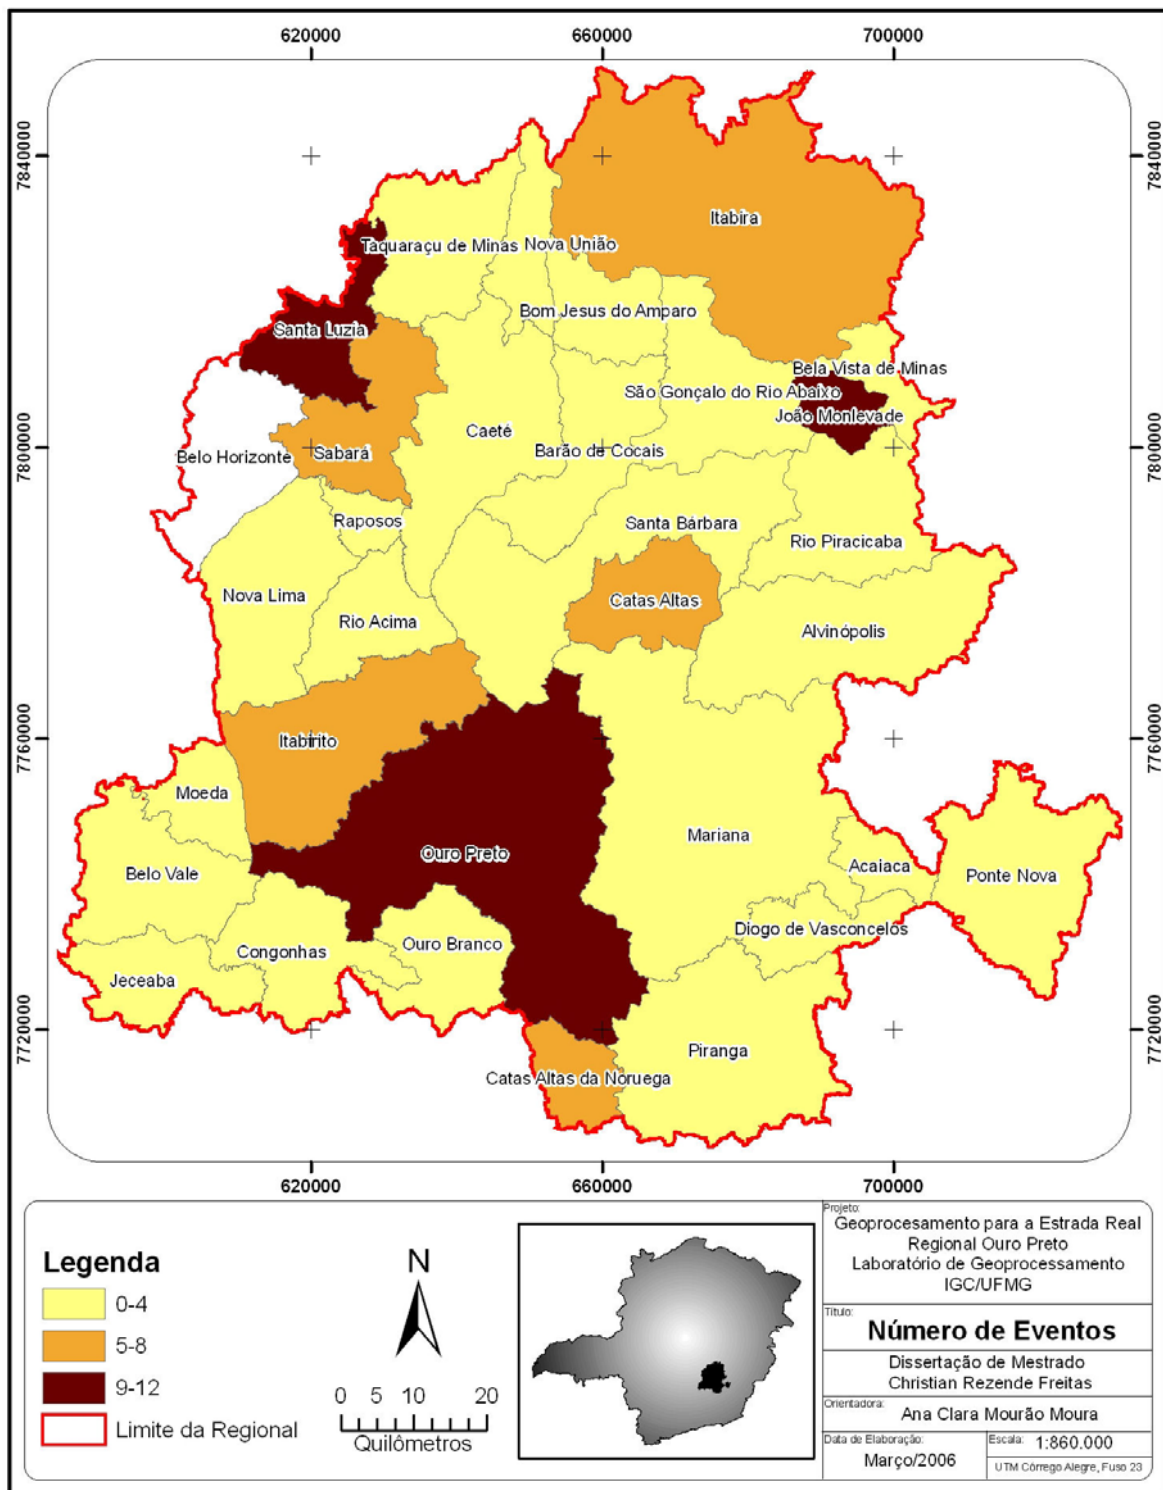 620000
660000
700000
7840000
7840000
Itabira
Taquaraçu de Minas
Nova União
Bom Jesus do Amparo
Santa Luzia
Bela Vista de Minas
São Gonçalo do Rio Abaixo
João Monlevade
Caeté
7800000
7800000
Belo Horizonte
Sabará
Barão de Cocais
Raposos
Santa Bárbara
Rio Piracicaba
Nova Lima
Catas Altas
Rio Acima
Alvinópolis
7760000
7760000
Itabirito
Moeda
Mariana
Ouro Preto
Acaiaca
Belo Vale
Ponte Nova
Diogo de Vasconcelos
Ouro Branco
Congonhas
Jeceaba
7720000
7720000
Piranga
Catas Altas da Noruega
620000
660000
700000
Legenda
0-4
5-8
9-12
Limite da Regional
N
0 5 10 20
Quilômetros
Projeto:
Geoprocesamento para a Estrada Real
Regional Ouro Preto
Laboratório de Geoprocessamento
IGC/UFMG
Título:
Número de Eventos
Dissertação de Mestrado
Christian Rezende Freitas
Orientadora:
Ana Clara Mourão Moura
Data de Elaboração:
Março/2006
Escala: 1:860.000
UTM Córrego Alegre, Fuso 23